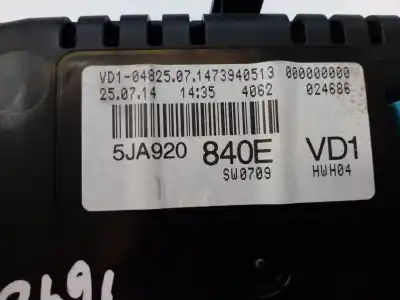 VD1-04825.07.1473940513 000000000
25.07.14 14:35 4062 024686
5JA920 840E VD1
SW0709 HWH04